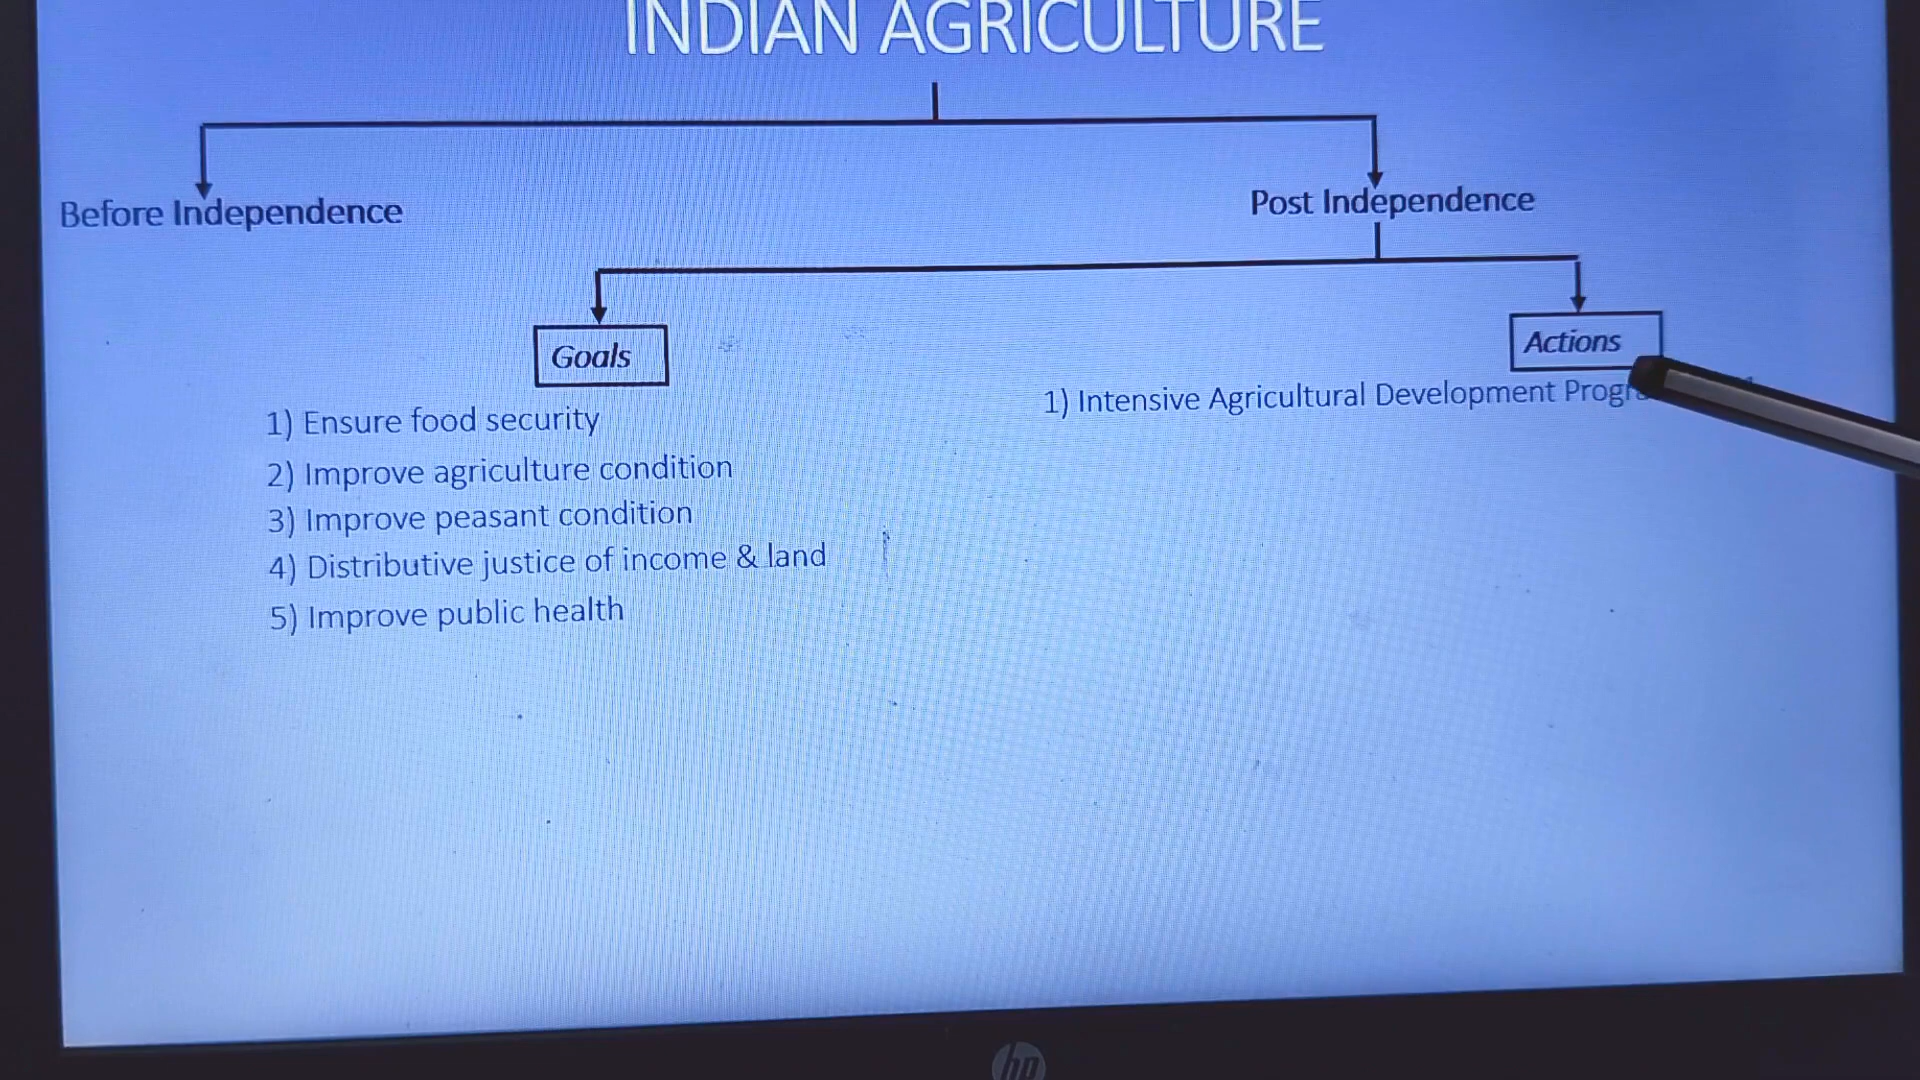 INDIAN AGRICULTURE
Before Independence
Post Independence
Goals
Actions
1) Ensure food security
2) Improve agriculture condition
3) Improve peasant condition
4) Distributive justice of income & land
5) Improve public health
1) Intensive Agricultural Development
hp